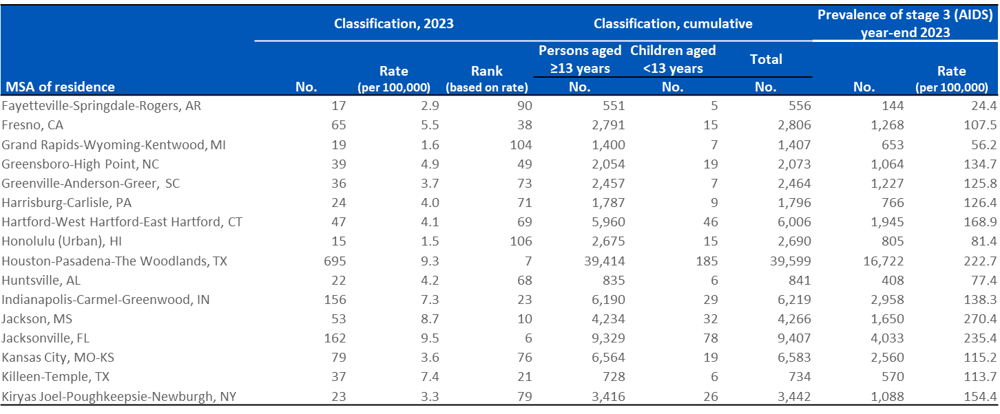 Classification, 2023 Classification, cumulative Prevalence of stage 3 (AIDS) year-end 2023
Persons aged ≥13 years Children aged <13 years Total
MSA of residence No. Rate (per 100,000) Rank (based on rate) No. No. No. No. Rate (per 100,000)
Fayetteville-Springdale-Rogers, AR 17 2.9 90 551 5 556 144 24.4
Fresno, CA 65 5.5 38 2,791 15 2,806 1,268 107.5
Grand Rapids-Wyoming-Kentwood, MI 19 1.6 104 1,400 7 1,407 653 56.2
Greensboro-High Point, NC 39 4.9 49 2,054 19 2,073 1,064 134.7
Greenville-Anderson-Greer, SC 36 3.7 73 2,457 7 2,464 1,227 125.8
Harrisburg-Carlisle, PA 24 4.0 71 1,787 9 1,796 766 126.4
Hartford-West Hartford-East Hartford, CT 47 4.1 69 5,960 46 6,006 1,945 168.9
Honolulu (Urban), HI 15 1.5 106 2,675 15 2,690 805 81.4
Houston-Pasadena-The Woodlands, TX 695 9.3 7 39,414 185 39,599 16,722 222.7
Huntsville, AL 22 4.2 68 835 6 841 408 77.4
Indianapolis-Carmel-Greenwood, IN 156 7.3 23 6,190 29 6,219 2,958 138.3
Jackson, MS 53 8.7 10 4,234 32 4,266 1,650 270.4
Jacksonville, FL 162 9.5 6 9,329 78 9,407 4,033 235.4
Kansas City, MO-KS 79 3.6 76 6,564 19 6,583 2,560 115.2
Killeen-Temple, TX 37 7.4 21 728 6 734 570 113.7
Kiryas Joel-Poughkeepsie-Newburgh, NY 23 3.3 79 3,416 26 3,442 1,088 154.4